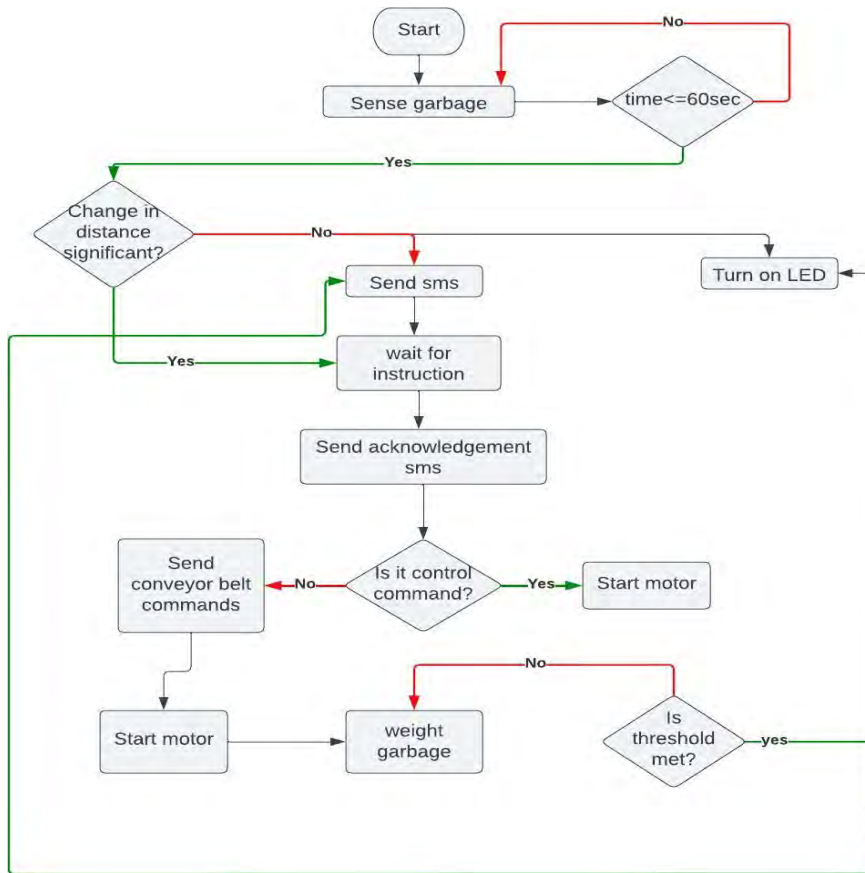 Start
No
Sense garbage
time<=60sec
Yes
Change in
distance
significant?
No
Send sms
Turn on LED
Yes
wait for
instruction
Send acknowledgement
sms
Send
conveyor belt
commands
No
Is it control
command?
Yes
Start motor
No
Start motor
weight
garbage
Is
threshold
met?
yes